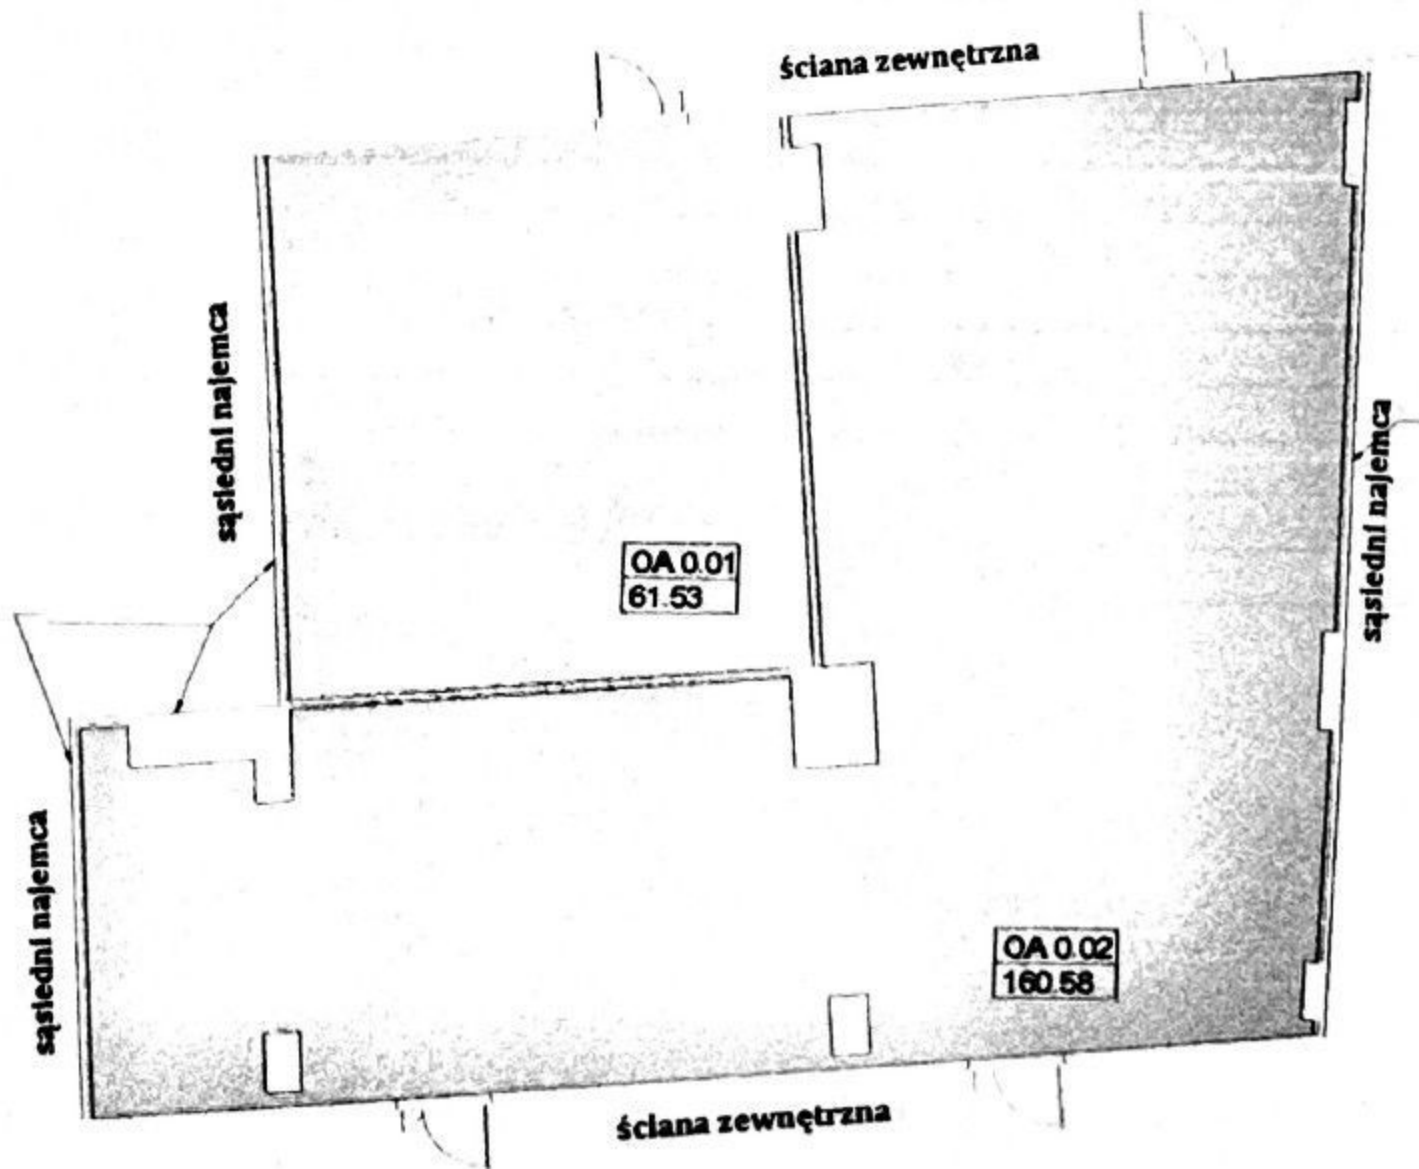 ściana zewnętrzna
sąsiedni najemca
OA 0.01
61.53
sąsiedni najemca
sąsiedni najemca
OA 0.02
160.58
ściana zewnętrzna